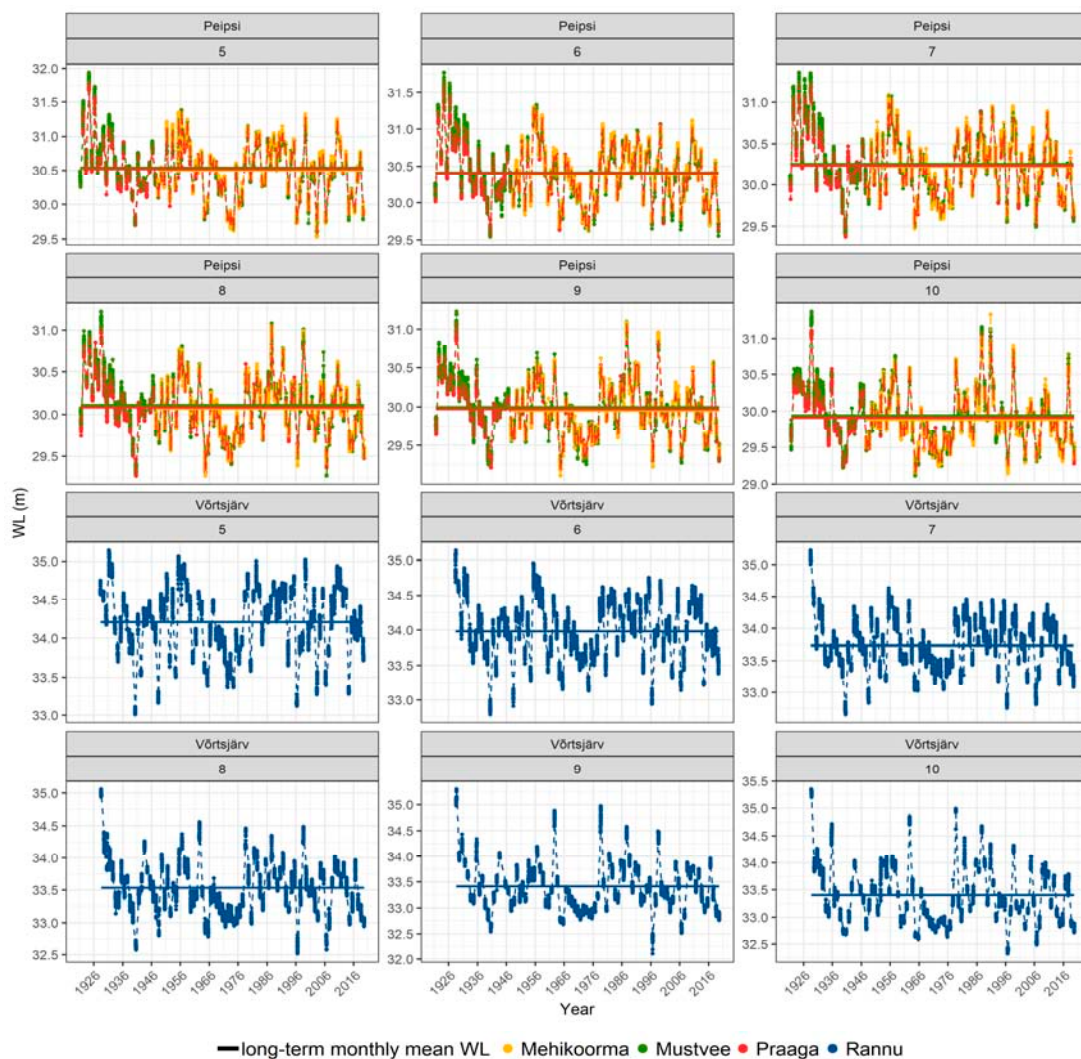 Peipsi Peipsi Peipsi
5 6 7
32.0
31.5 31.5
31.0 31.0 31.0
30.5 30.5 30.5
30.0 30.0 30.0
29.5 29.5 29.5
Peipsi Peipsi Peipsi
8 9 10
31.0 31.0 31.0
30.5 30.5 30.5
30.0 30.0 30.0
29.5 29.5 29.5
29.0
WL (m)
Võrtsjärv Võrtsjärv Võrtsjärv
5 6 7
35.0 35.0 35.0
34.5 34.5 34.5
34.0 34.0 34.0
33.5 33.5 33.5
33.0 33.0 33.0
Võrtsjärv Võrtsjärv Võrtsjärv
8 9 10
35.5
35.0 35.0 35.0
34.5 34.5 34.5
34.0 34.0 34.0
33.5 33.5 33.5
33.0 33.0 33.0
32.5 32.5 32.5
32.0
1926 1936 1946 1956 1966 1976 1986 1996 2006 2016 1926 1936 1946 1956 1966 1976 1986 1996 2006 2016 1926 1936 1946 1956 1966 1976 1986 1996 2006 2016
Year
long-term monthly mean WL Mehikoorma Mustvee Praaga Rannu